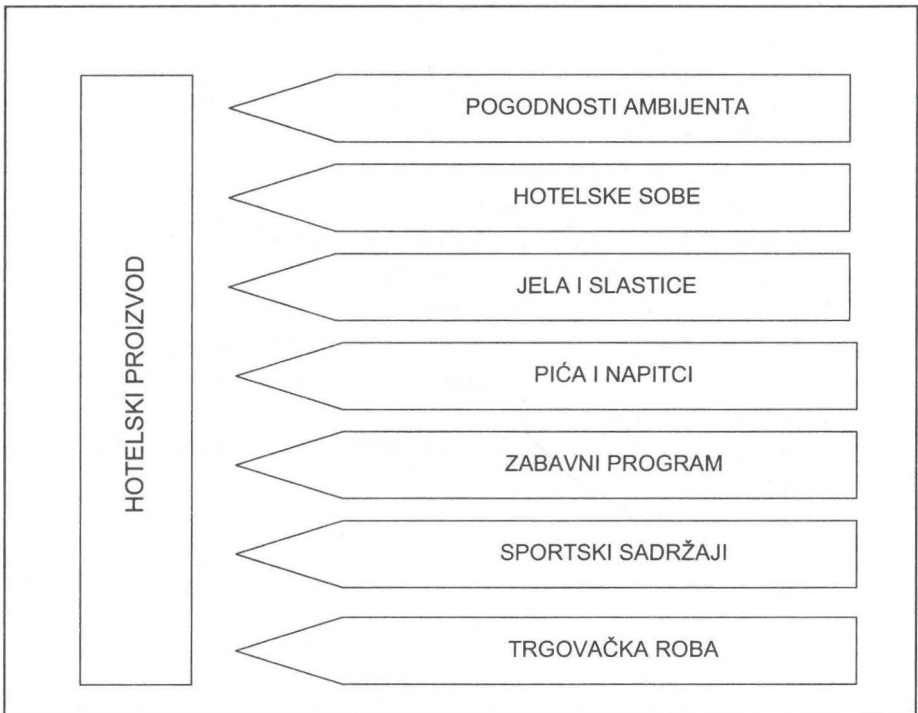 HOTELSKI PROIZVOD
POGODNOSTI AMBIJENTA
HOTELSKE SOBE
JELA I SLASTICE
PIĆA I NAPITCI
ZABAVNI PROGRAM
SPORTSKI SADRŽAJI
TRGOVAČKA ROBA